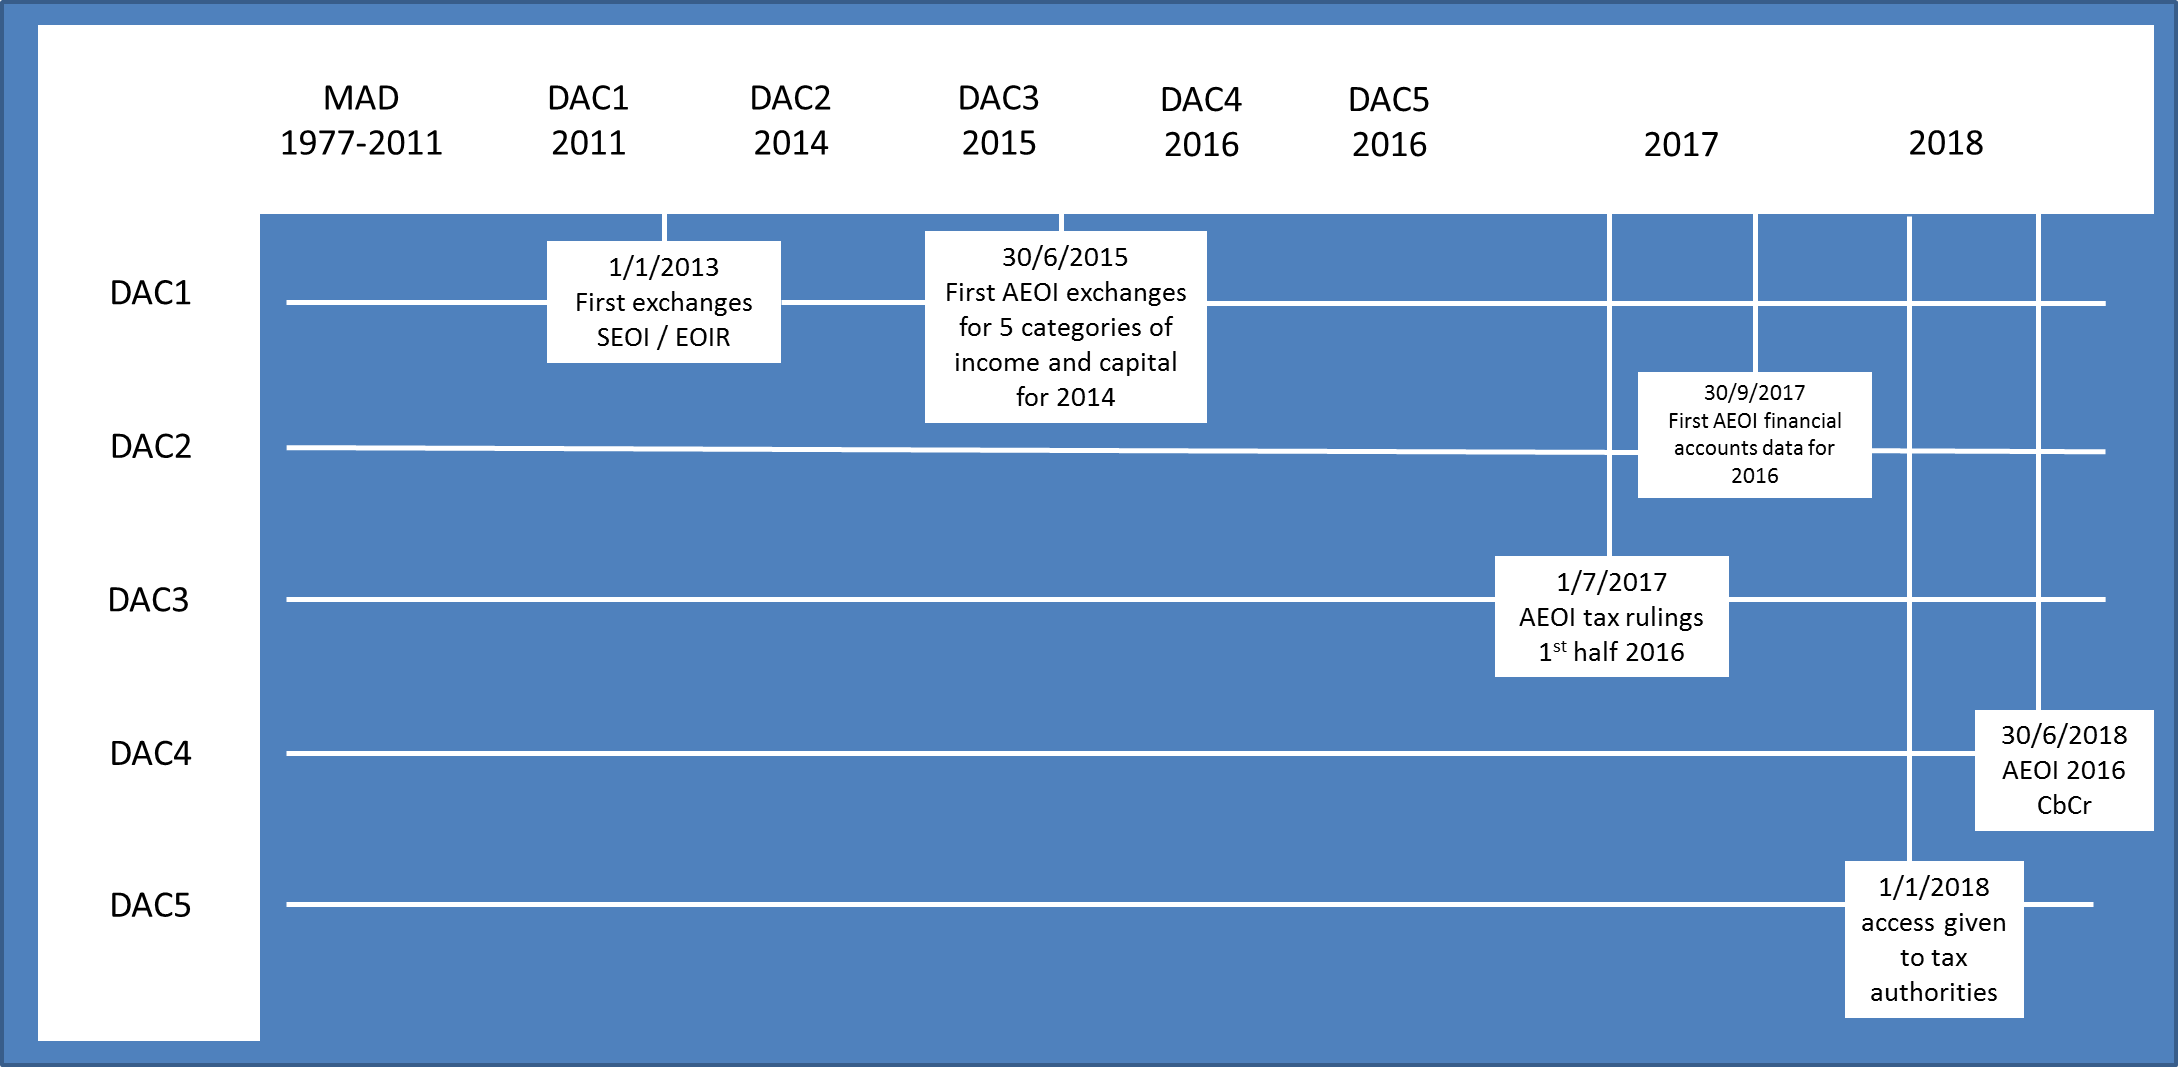 MAD
1977-2011
DAC1
2011
DAC2
2014
DAC3
2015
DAC4
2016
DAC5
2016
2017
2018
DAC1
1/1/2013
First exchanges
SEOI / EOIR
30/6/2015
First AEOI exchanges
for 5 categories of
income and capital
for 2014
DAC2
30/9/2017
First AEOI financial
accounts data for
2016
DAC3
1/7/2017
AEOI tax rulings
1st half 2016
DAC4
30/6/2018
AEOI 2016
CbCr
DAC5
1/1/2018
access given
to tax
authorities